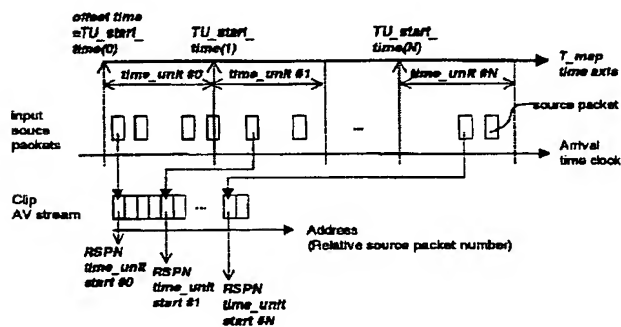 offset time
=TU_start_
time(0)
TU_start_
time(1)
TU_start_
time(N)
T_map
time axis
time_unit #0
time_unit #1
time_unit #N
source packet
input
souce
packets
Arrival
time clock
Clip
AV stream
Address
(Relative source packet number)
RSPN
time_unit
start #0
RSPN
time_unit
start #1
RSPN
time_unit
start #N